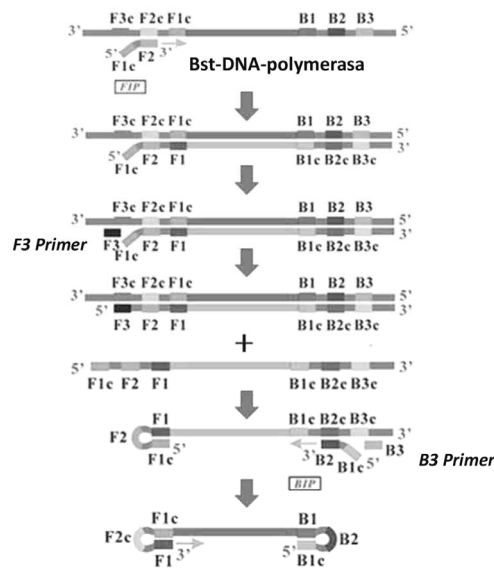 F3c F2c F1c B1 B2 B3
3' 5'
5' F2 3'
F1c
Bst-DNA-polymerasa
FIP
F3c F2c F1c B1 B2 B3
3' 5'
5' 3'
F1c F2 F1 B1c B2c B3c
F3c F2c F1c B1 B2 B3
3' 5'
F3 Primer
3'
F3 F1c F2 F1 B1c B2c B3c
F3c F2c F1c B1 B2 B3
3' 5'
5' 3'
F3 F2 F1 B1c B2c B3c
+
5' 3'
F1c F2 F1 B1c B2c B3c
F1 B1c B2c B3c
F2 3'
5' 3' B2 5' B3
F1c B1c
B3 Primer
BIP
F1c B1
F2c B2
3' 5'
F1 B1c